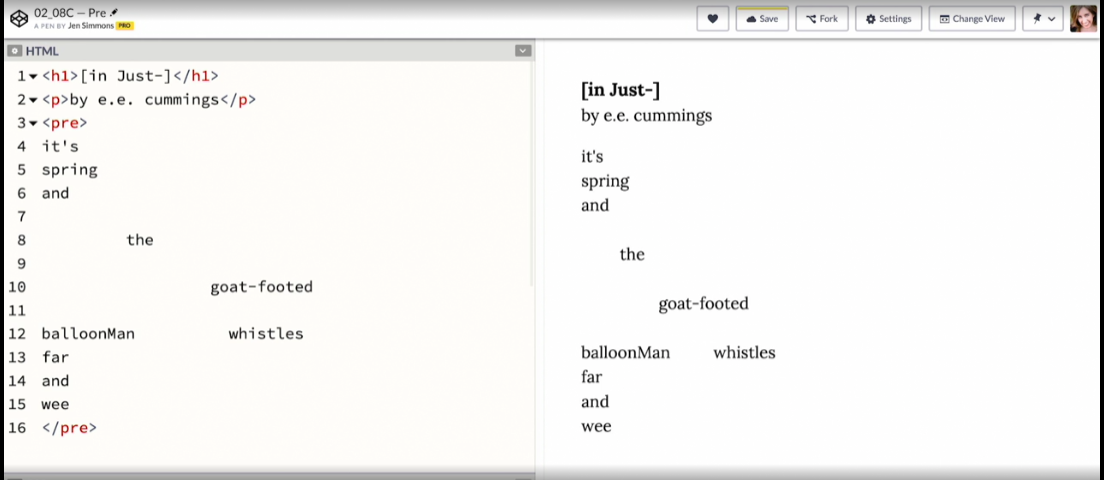 02_08C – Pre
A PEN BY Jen Simmons PRO
Save
Fork
Settings
Change View
HTML
1 <h1>[in Just-]</h1>
2 <p>by e.e. cummings</p>
3 <pre>
4 it's
5 spring
6 and
7
8 the
9
10 goat-footed
11
12 balloonMan whistles
13 far
14 and
15 wee
16 </pre>
[in Just-]
by e.e. cummings
it's
spring
and
the
goat-footed
balloonMan whistles
far
and
wee